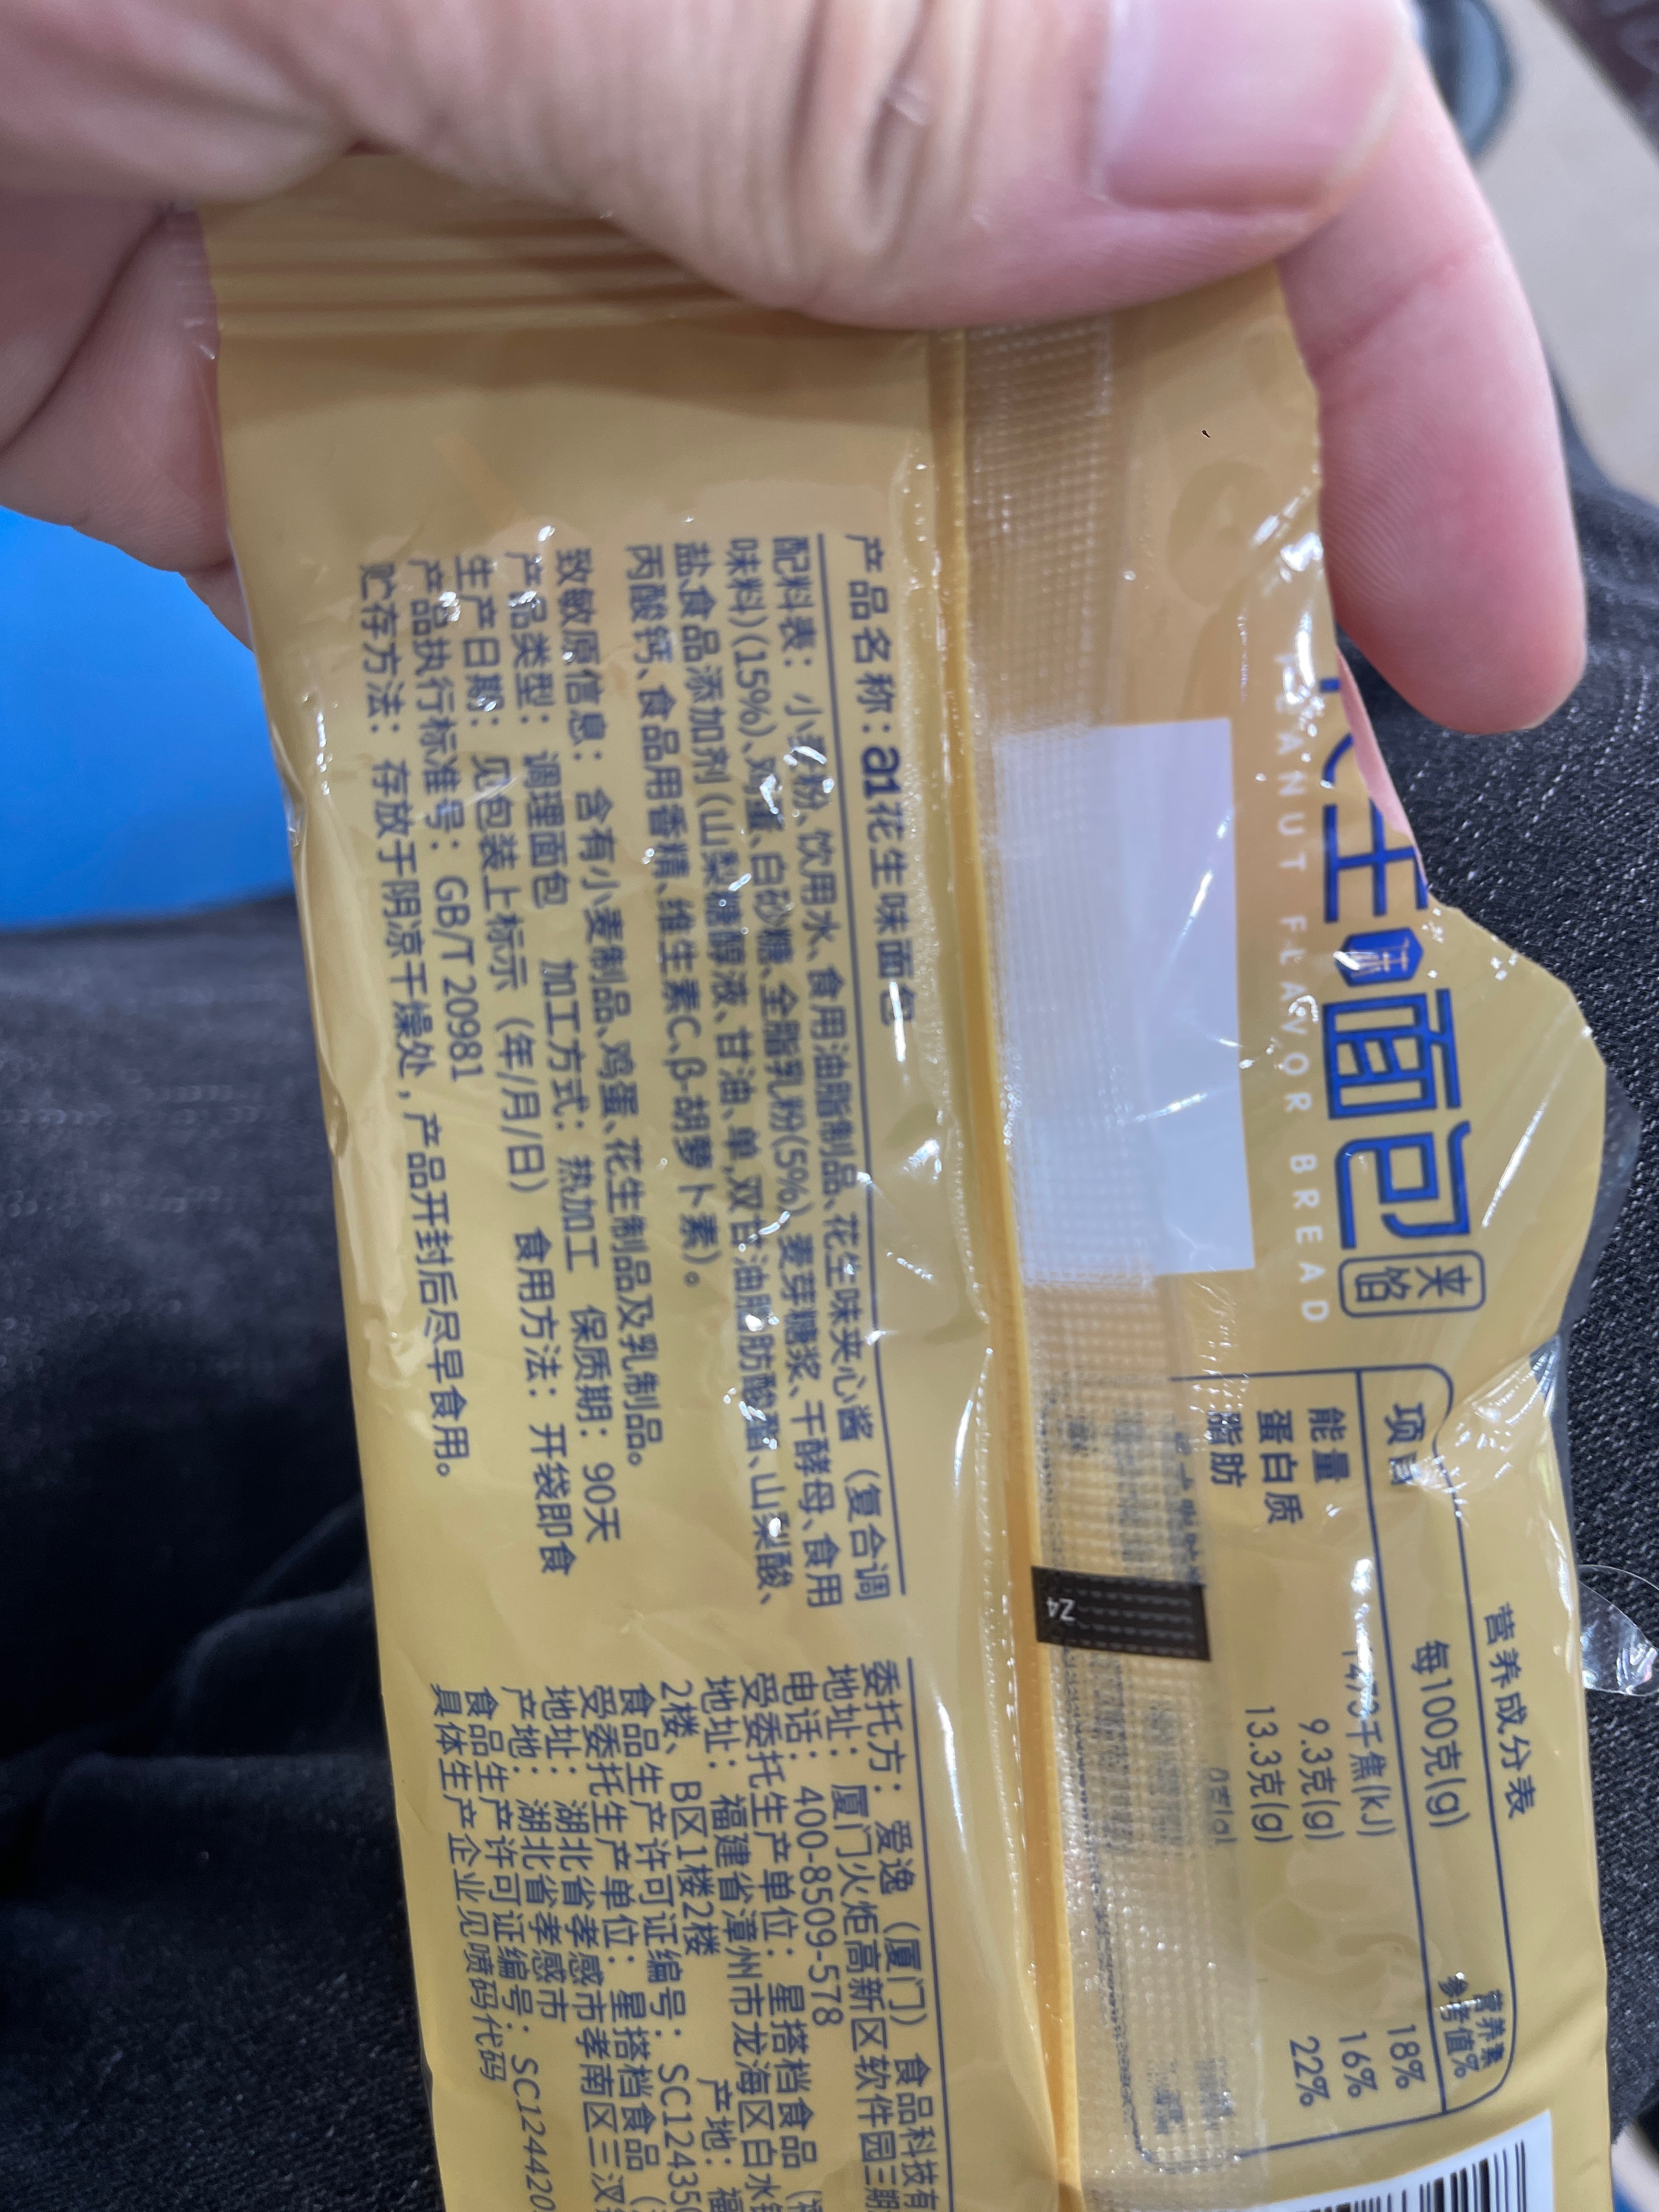 生味面包
夹馅
PEANUT FLAVOR BREAD
营养成分表
项目 每100克(g) 营养素参考值%
能量 1473千焦(kJ) 18%
蛋白质 9.3克(g) 16%
脂肪 13.3克(g) 22%
Z4
产品名称：a1花生味面包
配料表：小麦粉、饮用水、食用油脂制品、花生味夹心酱（复合调
味料）(15%)、鸡蛋、白砂糖、全脂乳粉(5%)、麦芽糖浆、干酵母、食用
盐、食品添加剂（山梨糖醇液、甘油、单,双甘油脂肪酸酯、山梨酸、
丙酸钙、食品用香精、维生素C、β-胡萝卜素）。
致敏原信息：含有小麦制品、鸡蛋、花生制品及乳制品。
产品类型：调理面包 加工方式：热加工 保质期：90天
生产日期：见包装上标示（年/月/日） 食用方法：开袋即食
产品执行标准号：GB/T 20981
贮存方法：存放于阴凉干燥处，产品开封后尽早食用。
委托方：爱逸（厦门）食品科技有
地址：厦门火炬高新区软件园三期
电话：400-8509-578
受委托生产单位：星搭档食品
地址：福建省漳州市龙海区白水
2楼、B区1楼2楼 产地：福
食品生产许可证编号：SC12435
受委托生产单位：星搭档食品
地址：湖北省孝感市孝南区三汊
产地：湖北省孝感市
食品生产许可证编号：SC1244420
具体生产企业见喷码代码